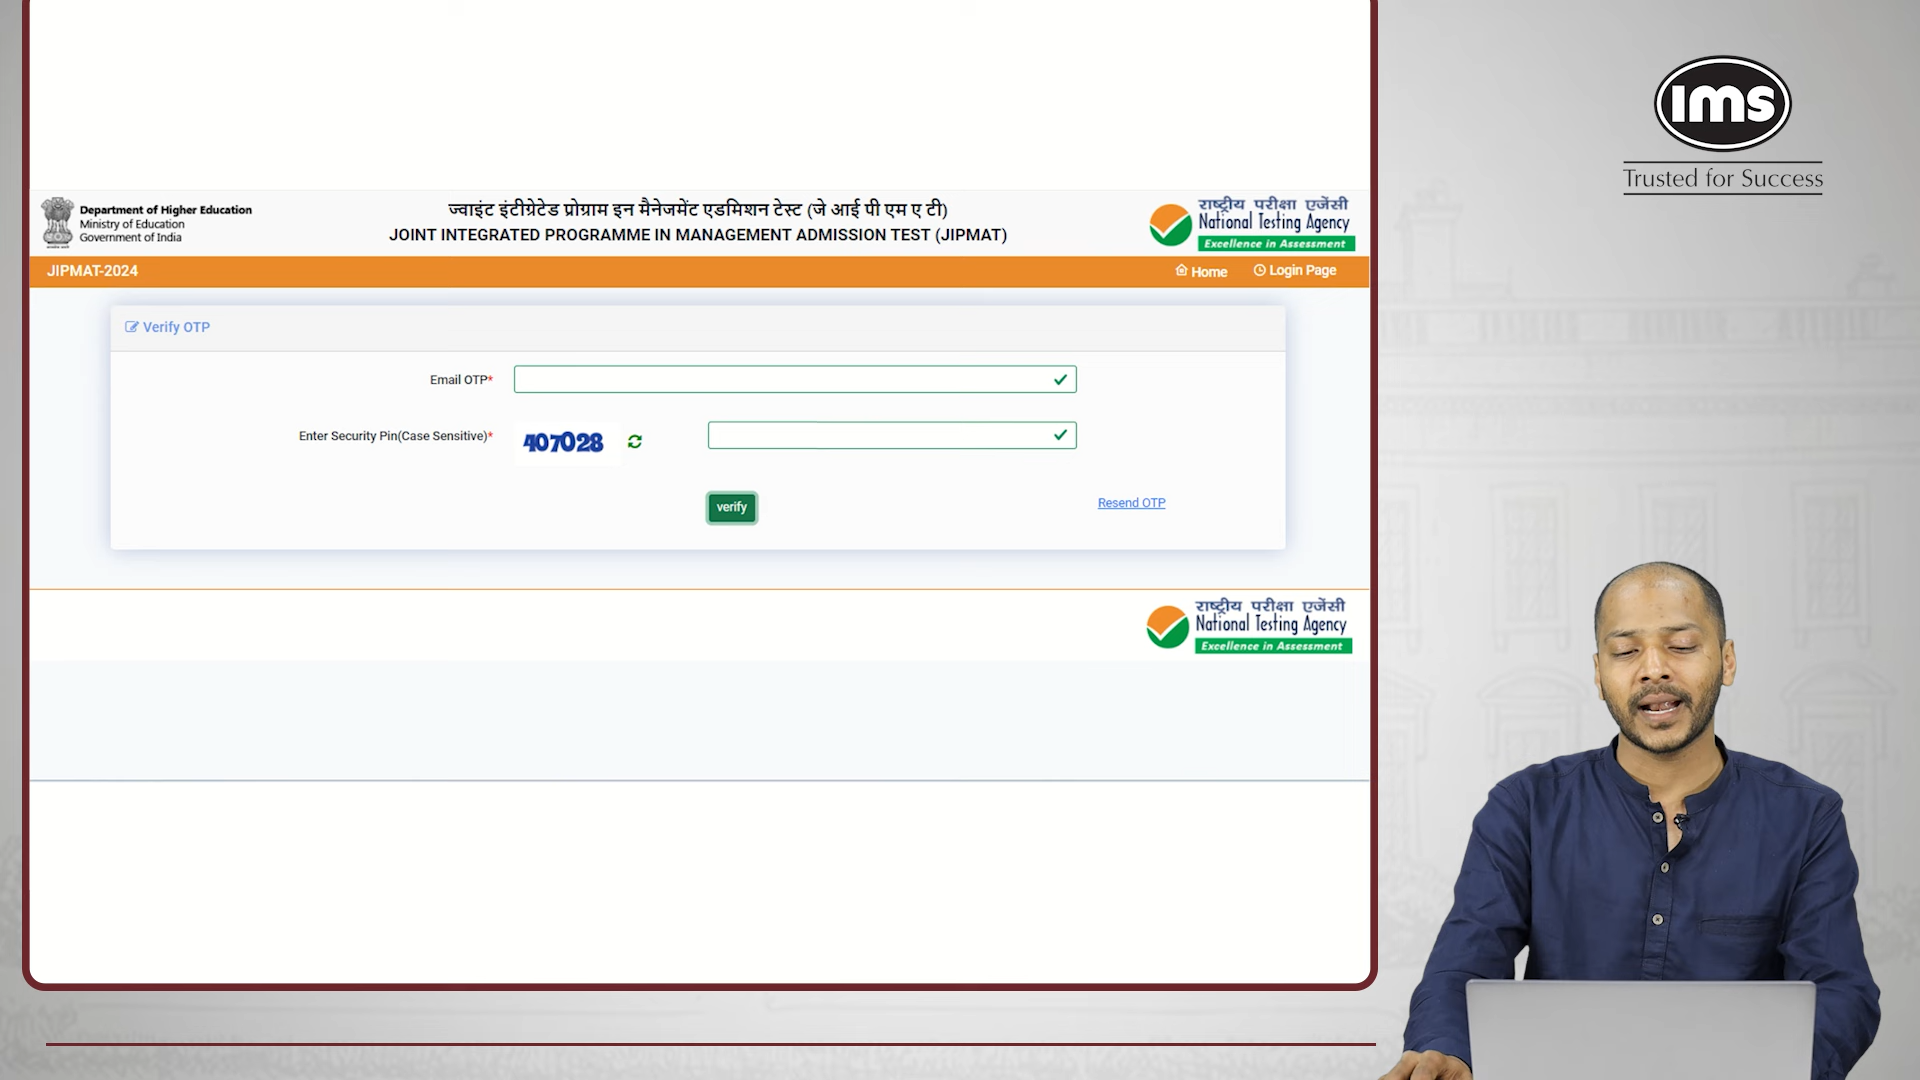 ims
Trusted for Success
Department of Higher Education
Ministry of Education
Government of India
ज्वाइंट इंटीग्रेटेड प्रोग्राम इन मैनेजमेंट एडमिशन टेस्ट (जे आई पी एम ए टी)
JOINT INTEGRATED PROGRAMME IN MANAGEMENT ADMISSION TEST (JIPMAT)
राष्ट्रीय परीक्षा एजेंसी
National Testing Agency
Excellence in Assessment
JIPMAT-2024
Home
Login Page
Verify OTP
Email OTP*
Enter Security Pin(Case Sensitive)*
407028
verify
Resend OTP
राष्ट्रीय परीक्षा एजेंसी
National Testing Agency
Excellence in Assessment